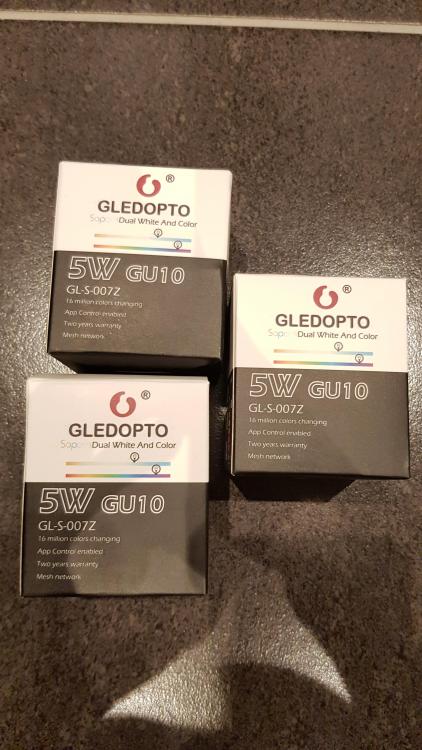 ®
GLEDOPTO
Dual White And Color
5W GU10
GL-S-007Z
16 million colors changing
App Control enabled
Two years warranty
Mesh network
®
GLEDOPTO
Dual White And Color
5W GU10
GL-S-007Z
16 million colors changing
App Control enabled
Two years warranty
Mesh network
®
GLEDOPTO
Dual White And Color
5W GU10
GL-S-007Z
16 million colors changing
App Control enabled
Two years warranty
Mesh network